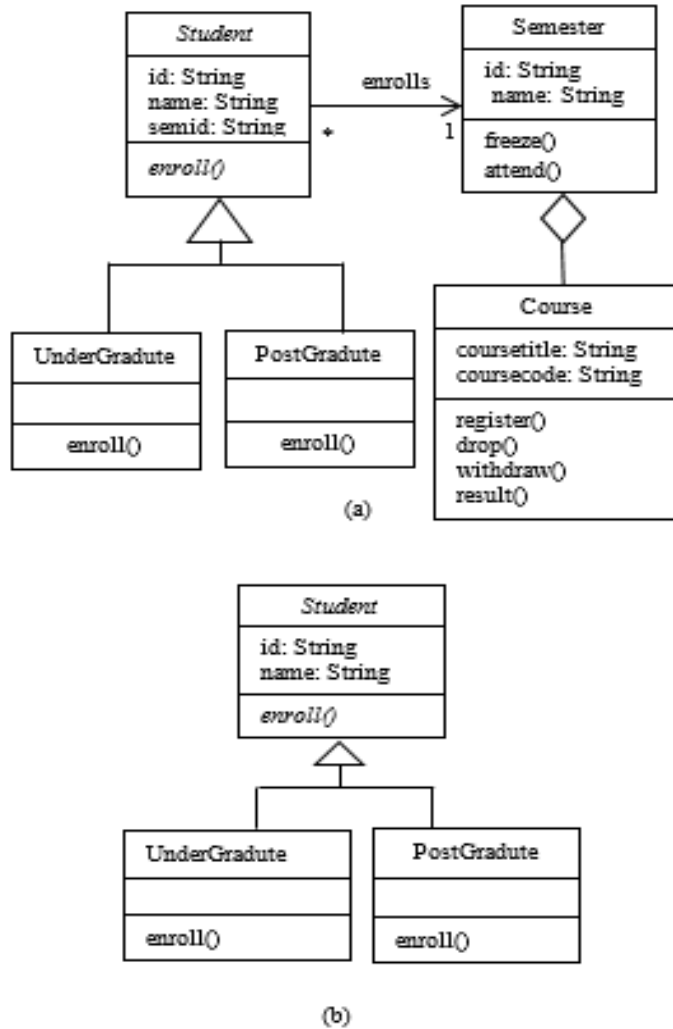 Student
id: String
name: String
semid: String
enroll()
enrolls
*
1
Semester
id: String
name: String
freeze()
attend()
UnderGradute
enroll()
PostGradute
enroll()
Course
coursetitle: String
coursecode: String
register()
drop()
withdraw()
result()
(a)
Student
id: String
name: String
enroll()
UnderGradute
enroll()
PostGradute
enroll()
(b)